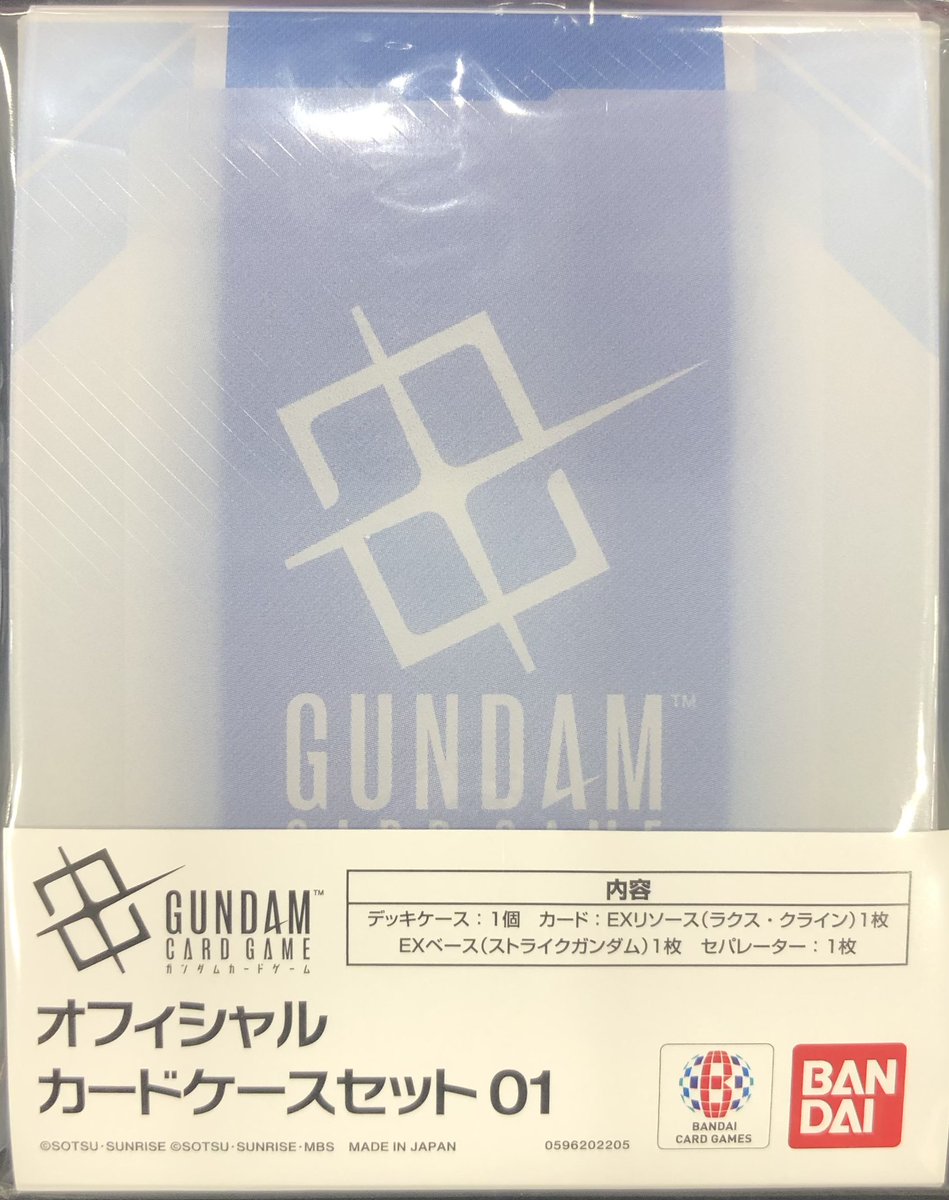 GUNDAM™
CARD GAME
GUNDAM™
CARD GAME
ガンダムカードゲーム
内容
デッキケース：1個　カード：EXリソース(ラクス・クライン)1枚
EXベース(ストライクガンダム)1枚　セパレーター：1枚
オフィシャル
カードケースセット 01
©SOTSU・SUNRISE ©SOTSU・SUNRISE・MBS MADE IN JAPAN
0596202205
BANDAI
CARD GAMES
BAN
DAI